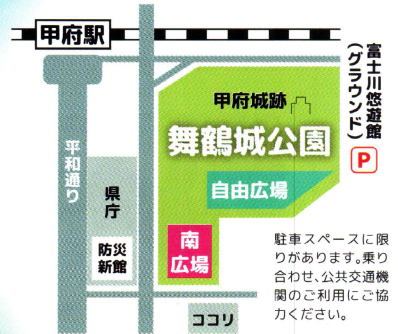 甲府駅
富士川悠遊館
(グラウンド)
P
甲府城跡
舞鶴城公園
自由広場
平和通り
県庁
防災
新館
南
広場
駐車スペースに限
りがあります。乗り
合わせ、公共交通機
関のご利用にご協
力ください。
ココリ